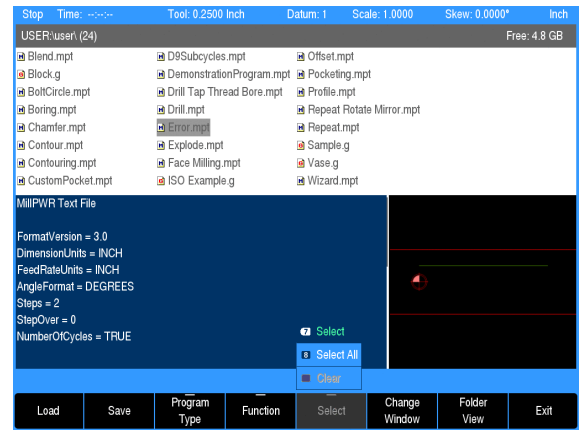 Stop Time: --:--:-- Tool: 0.2500 Inch Datum: 1 Scale: 1.0000 Skew: 0.0000° Inch
USER:\user\ (24) Free: 4.8 GB
Blend.mpt D9Subcycles.mpt Offset.mpt
Block.g DemonstrationProgram.mpt Pocketing.mpt
BoltCircle.mpt Drill Tap Thread Bore.mpt Profile.mpt
Boring.mpt Drill.mpt Repeat Rotate Mirror.mpt
Chamfer.mpt Error.mpt Repeat.mpt
Contour.mpt Explode.mpt Sample.g
Contouring.mpt Face Milling.mpt Vase.g
CustomPocket.mpt ISO Example.g Wizard.mpt
MillPWR Text File
FormatVersion = 3.0
DimensionUnits = INCH
FeedRateUnits = INCH
AngleFormat = DEGREES
Steps = 2
StepOver = 0
NumberOfCycles = TRUE
7 Select
8 Select All
Clear
Load Save Program Type Function Select Change Window Folder View Exit